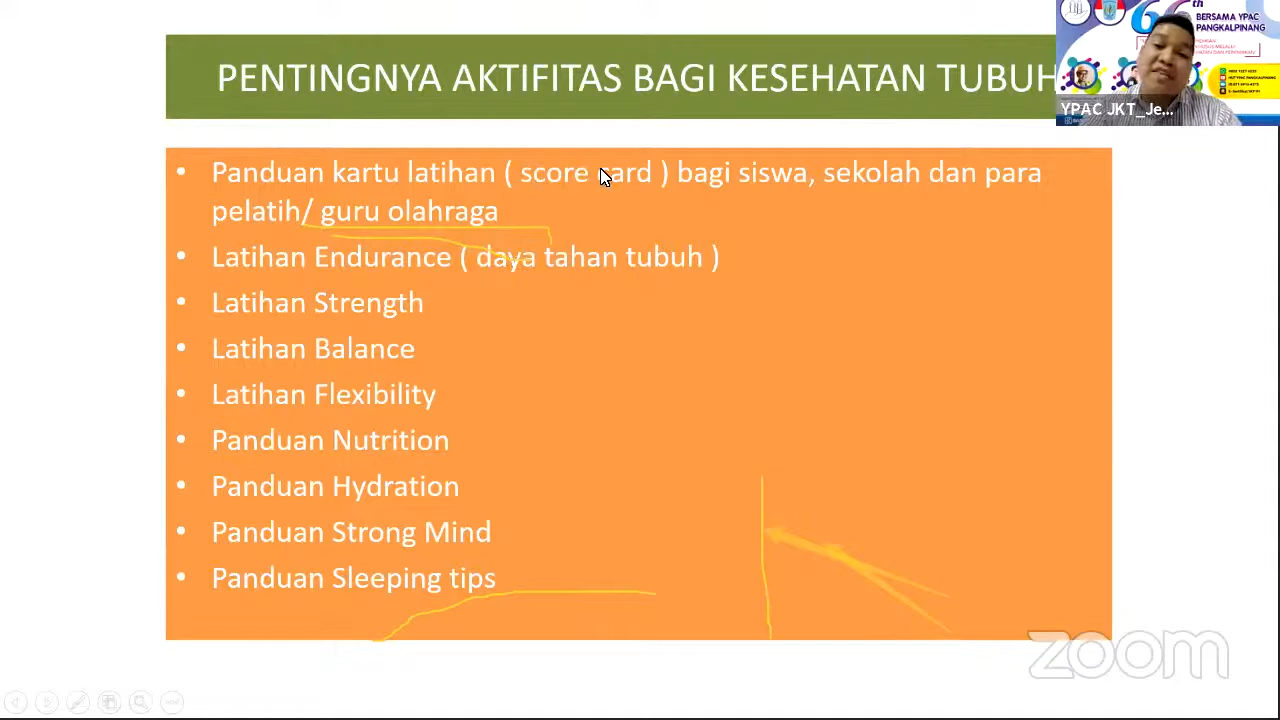 PENTINGNYA AKTIFITAS BAGI KESEHATAN TUBUH
BERSAMA YPAC
PANGKALPINANG
YPAC JKT_Je...
• Panduan kartu latihan ( score card ) bagi siswa, sekolah dan para
pelatih/ guru olahraga
• Latihan Endurance ( daya tahan tubuh )
• Latihan Strength
• Latihan Balance
• Latihan Flexibility
• Panduan Nutrition
• Panduan Hydration
• Panduan Strong Mind
• Panduan Sleeping tips
zoom